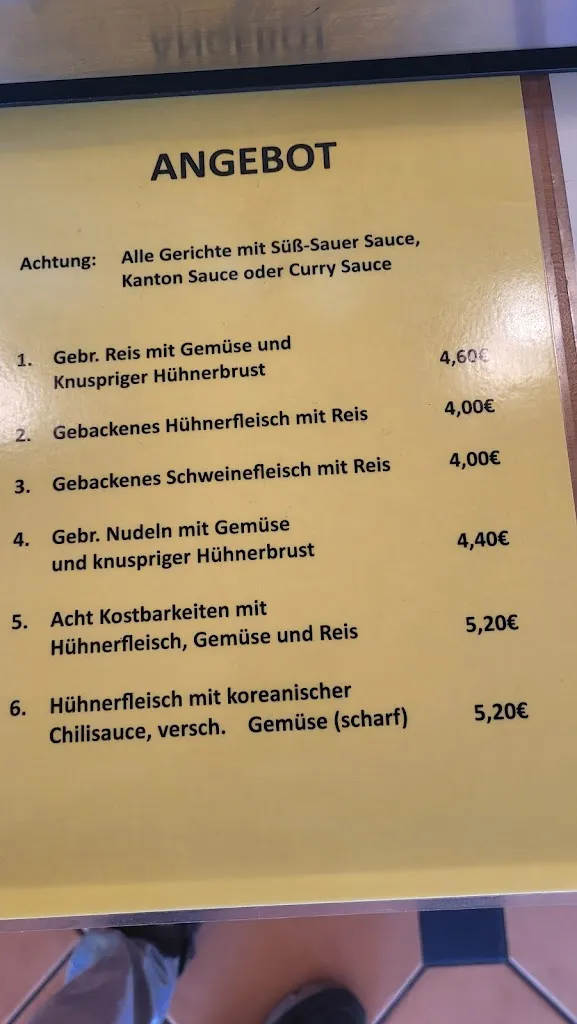 ANGEBOT
Achtung: Alle Gerichte mit Süß-Sauer Sauce,
Kanton Sauce oder Curry Sauce
1. Gebr. Reis mit Gemüse und
Knuspriger Hühnerbrust 4,60€
2. Gebackenes Hühnerfleisch mit Reis 4,00€
3. Gebackenes Schweinefleisch mit Reis 4,00€
4. Gebr. Nudeln mit Gemüse
und knuspriger Hühnerbrust 4,40€
5. Acht Kostbarkeiten mit
Hühnerfleisch, Gemüse und Reis 5,20€
6. Hühnerfleisch mit koreanischer
Chilisauce, versch. Gemüse (scharf) 5,20€